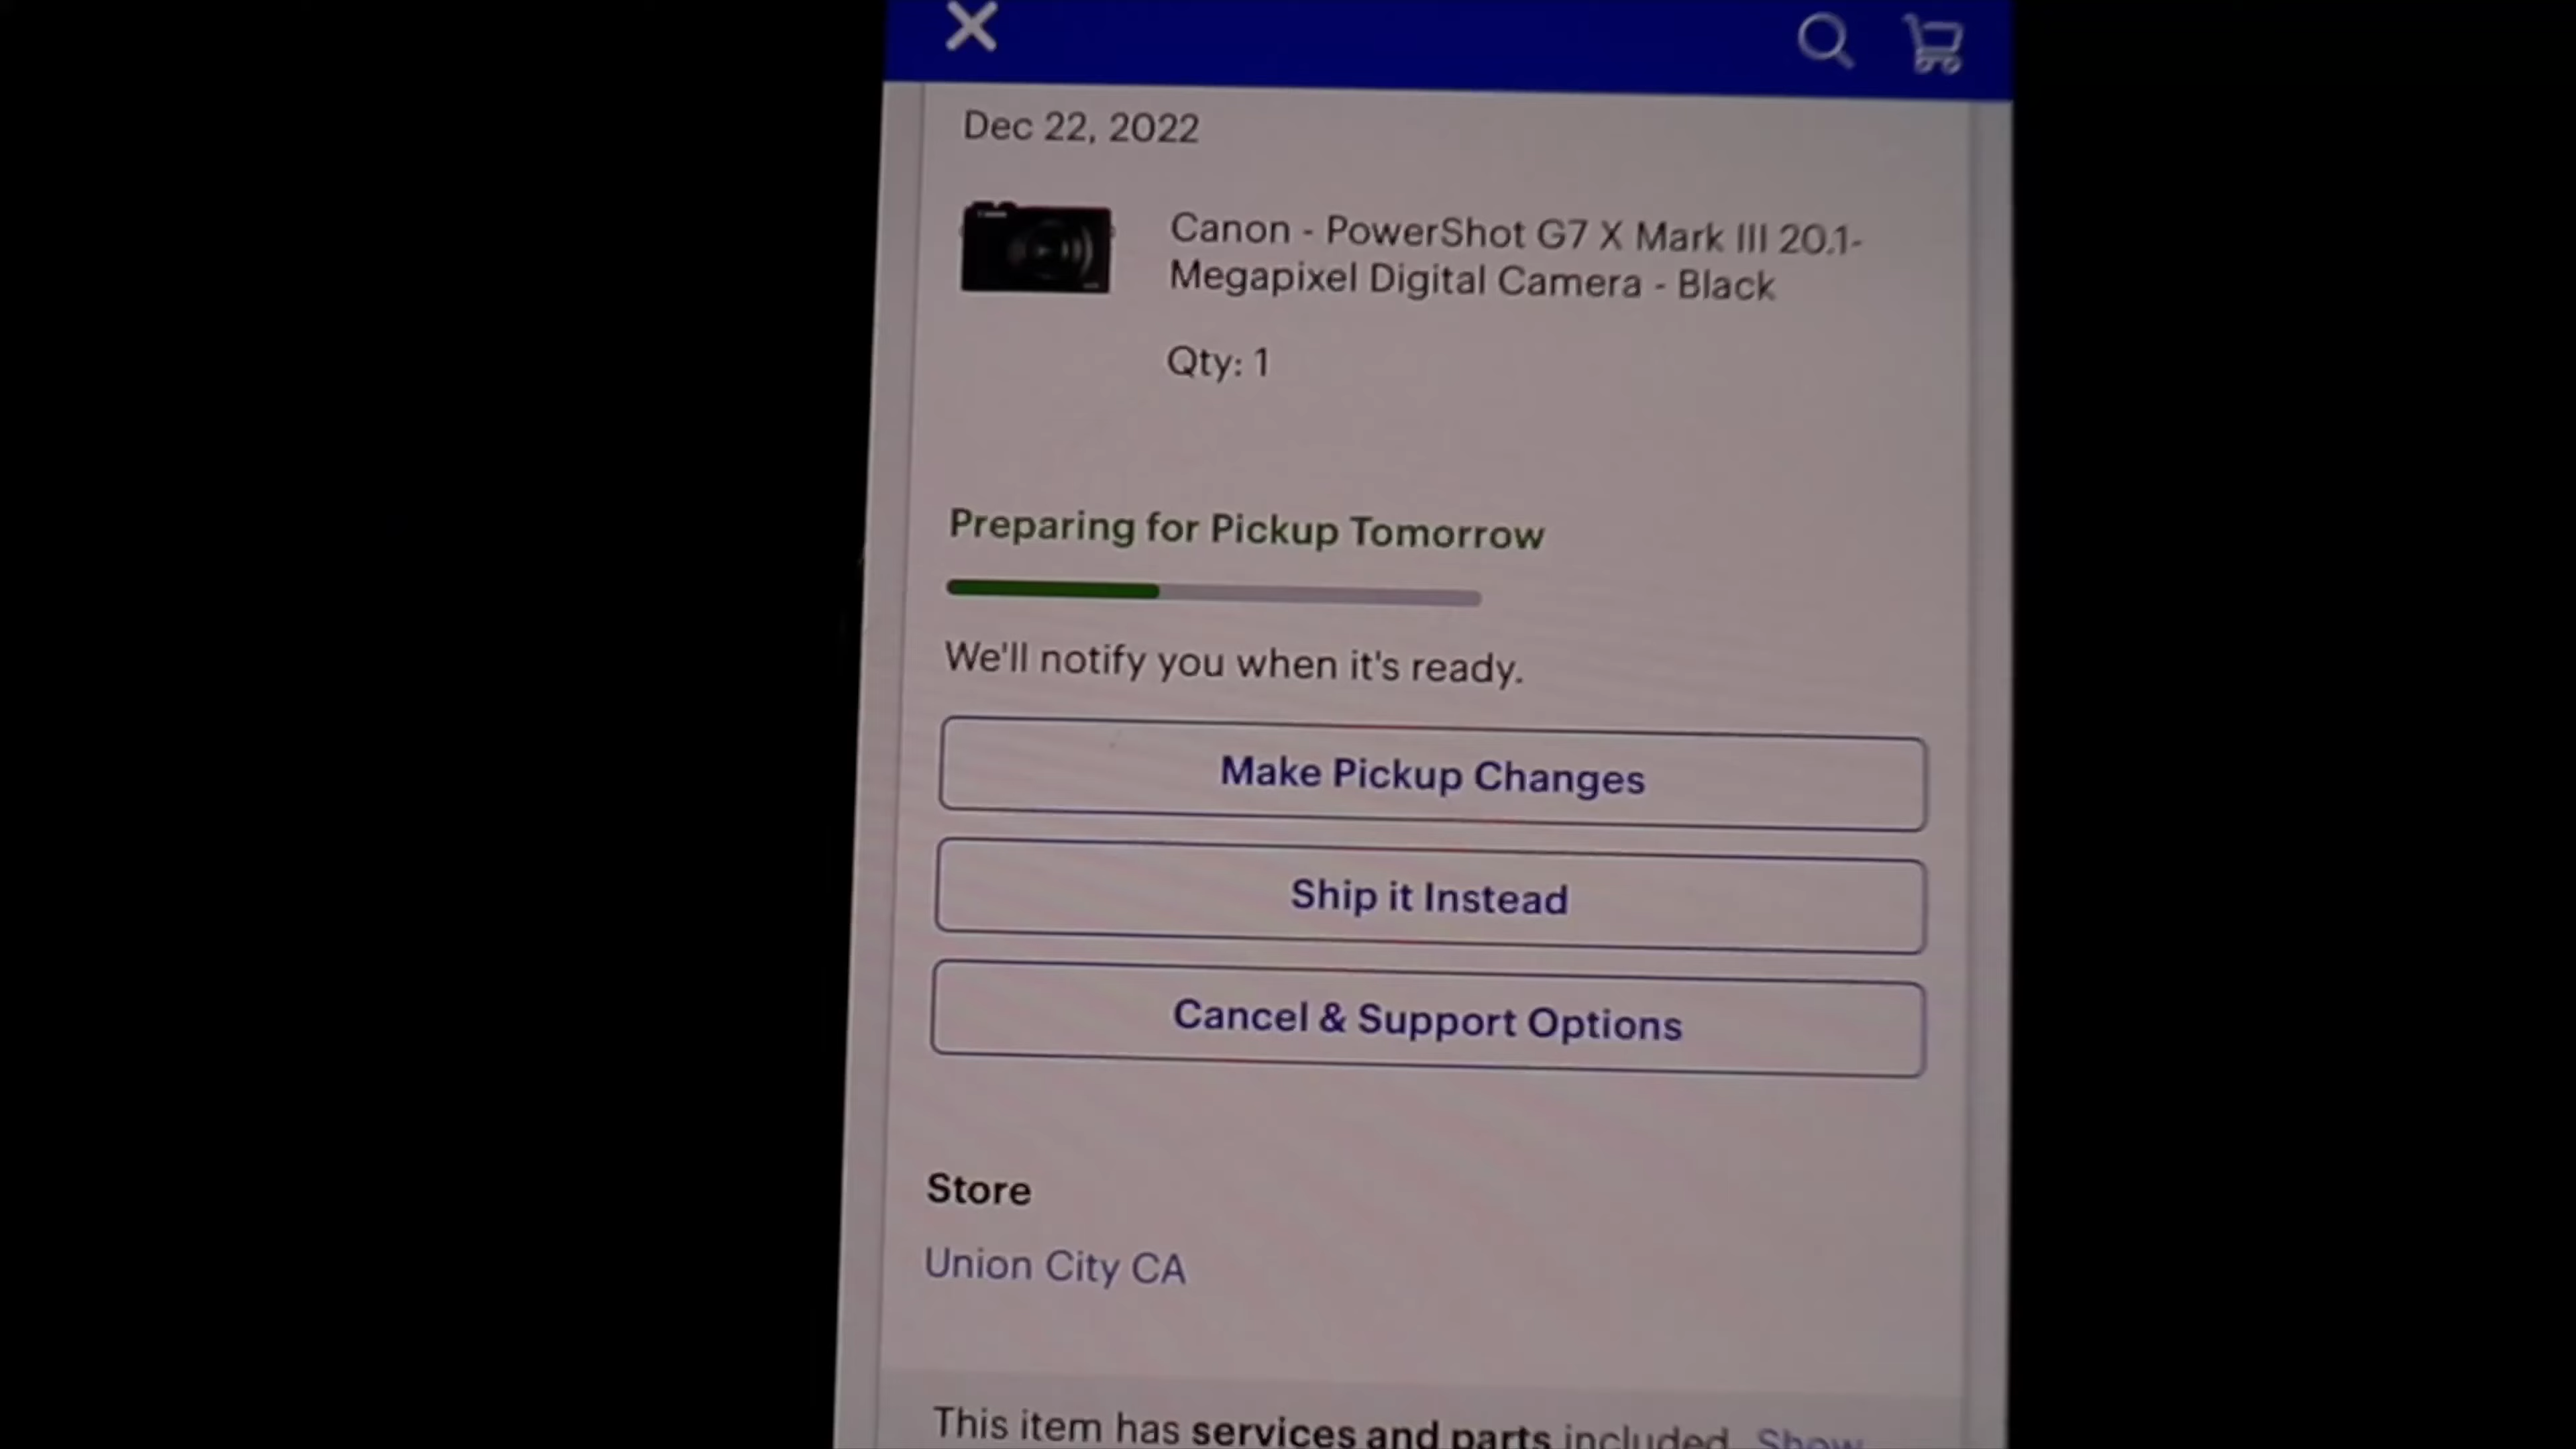 Dec 22, 2022
Canon - PowerShot G7 X Mark III 20.1-
Megapixel Digital Camera - Black
Qty: 1
Preparing for Pickup Tomorrow
We'll notify you when it's ready.
Make Pickup Changes
Ship it Instead
Cancel & Support Options
Store
Union City CA
This item has services and parts included. Show